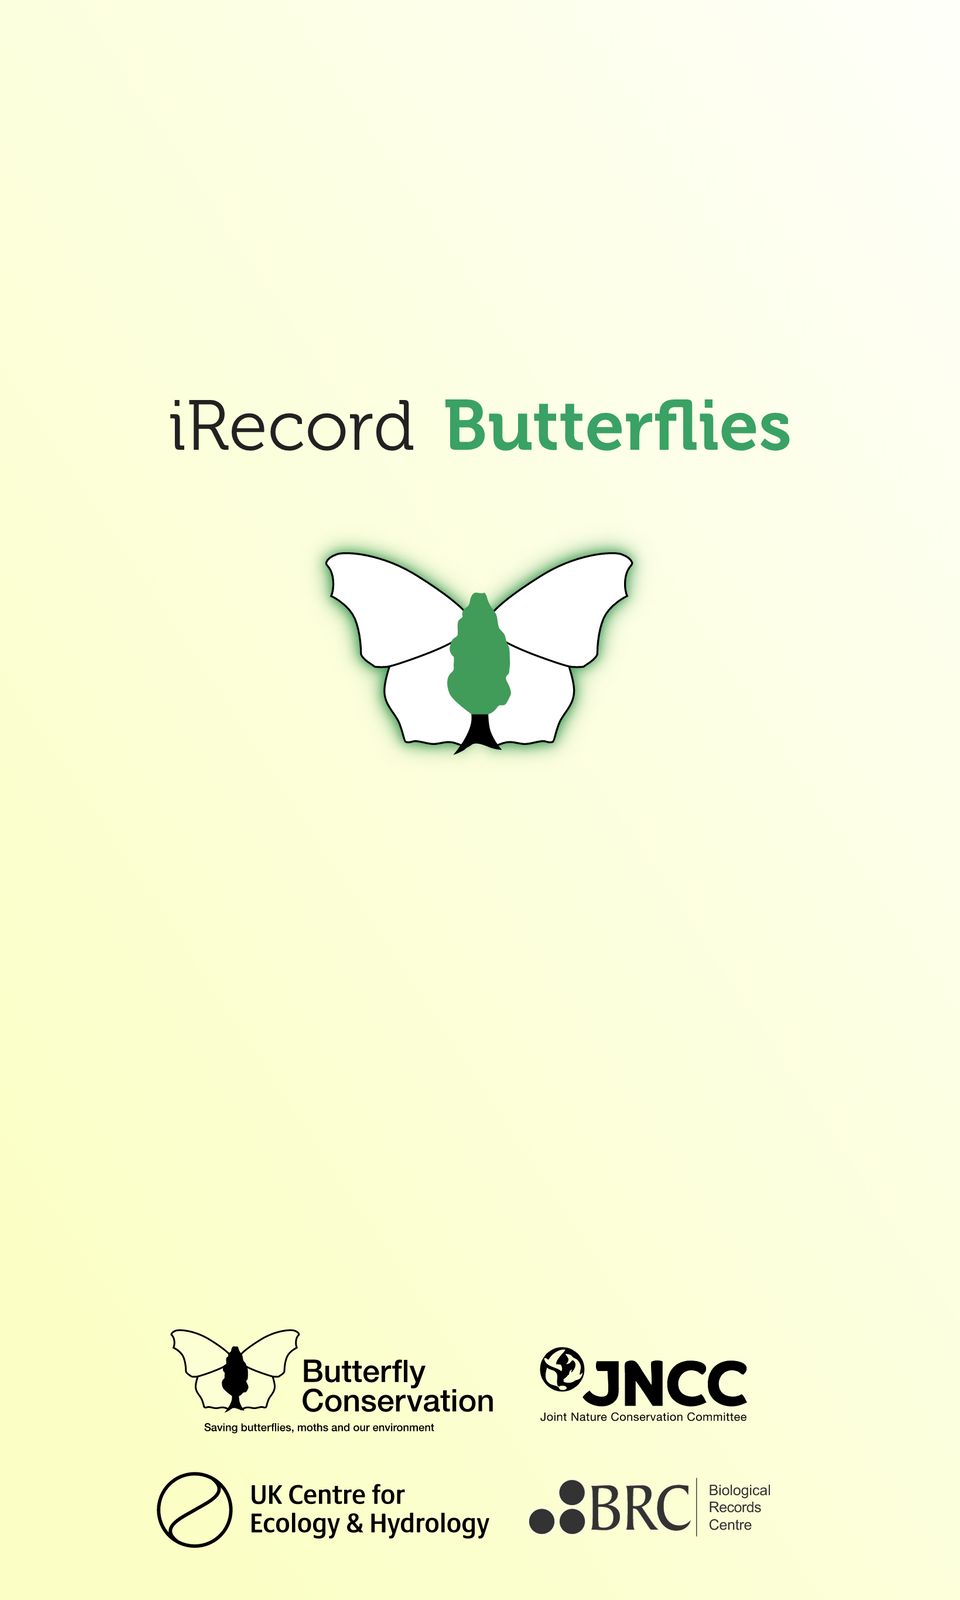 iRecord Butterflies
Butterfly
Conservation
Saving butterflies, moths and our environment
JNCC
Joint Nature Conservation Committee
UK Centre for
Ecology & Hydrology
BRC
Biological
Records
Centre